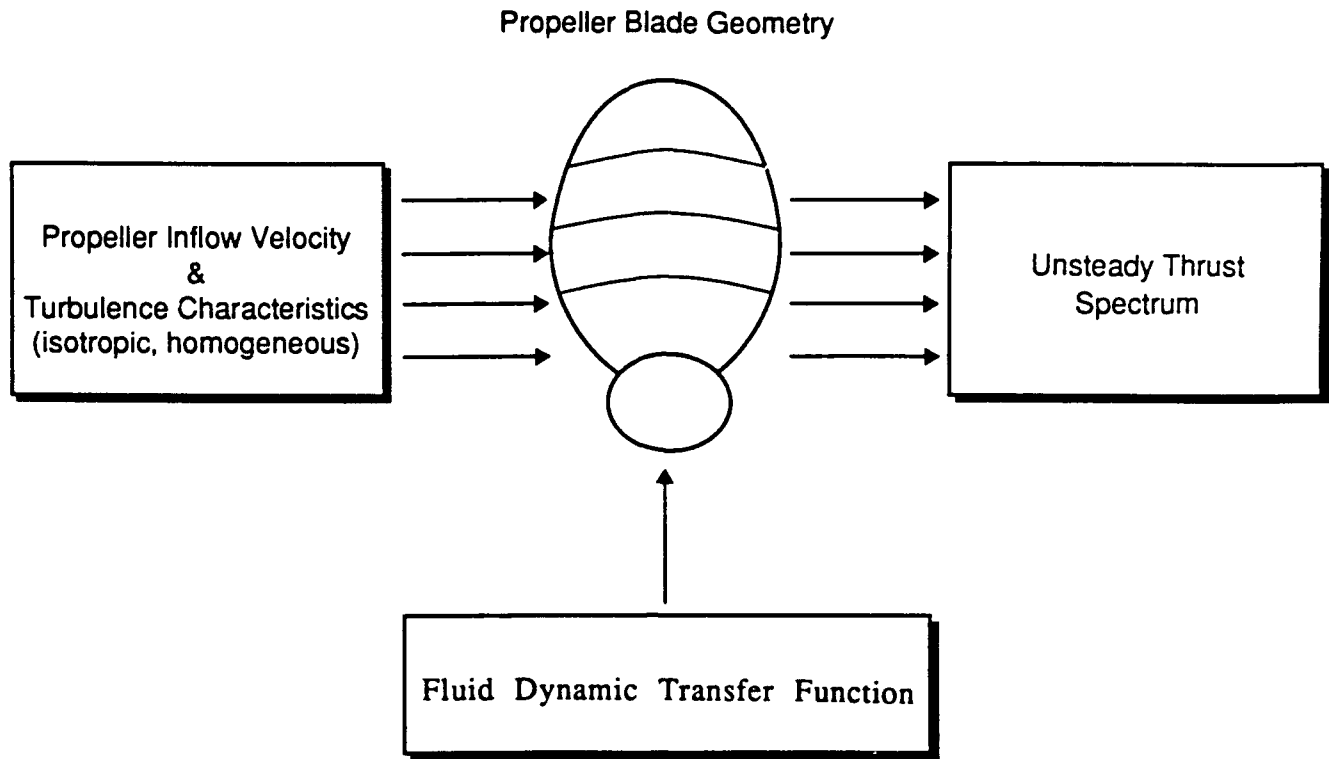 Propeller Blade Geometry
Propeller Inflow Velocity
&
Turbulence Characteristics
(isotropic, homogeneous)
Unsteady Thrust
Spectrum
Fluid Dynamic Transfer Function